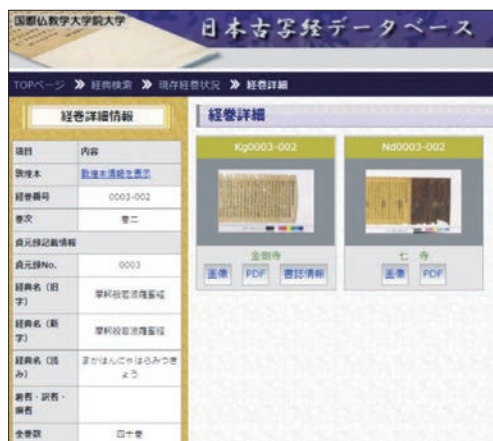 国際仏教学大学院大学
日本古写経データベース
TOPページ 》 経典検索 》 現存経巻状況 》 経巻詳細
経巻詳細情報
項目 内容
敦煌本 敦煌本情報を表示
経巻番号 0003-002
巻次 巻二
貞元録記載情報
貞元録No. 0003
経典名（旧
字） 摩訶般若波羅蜜経
経典名（新
字） 摩訶般若波羅蜜経
経典名（読
み） まかはんにゃはらみつき
ょう
著者・訳者・
撰者
全巻数 四十巻
経巻詳細
Kg0003-002
金剛寺
画像 PDF 書誌情報
Nd0003-002
七 寺
画像 PDF